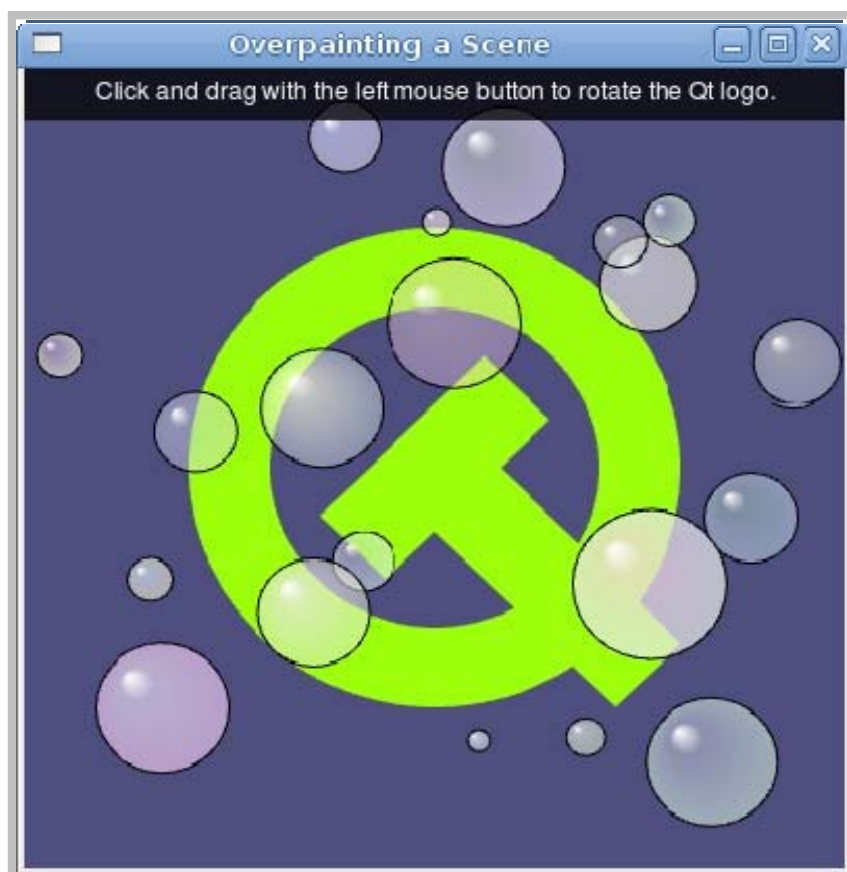 Overpainting a Scene
Click and drag with the left mouse button to rotate the Qt logo.